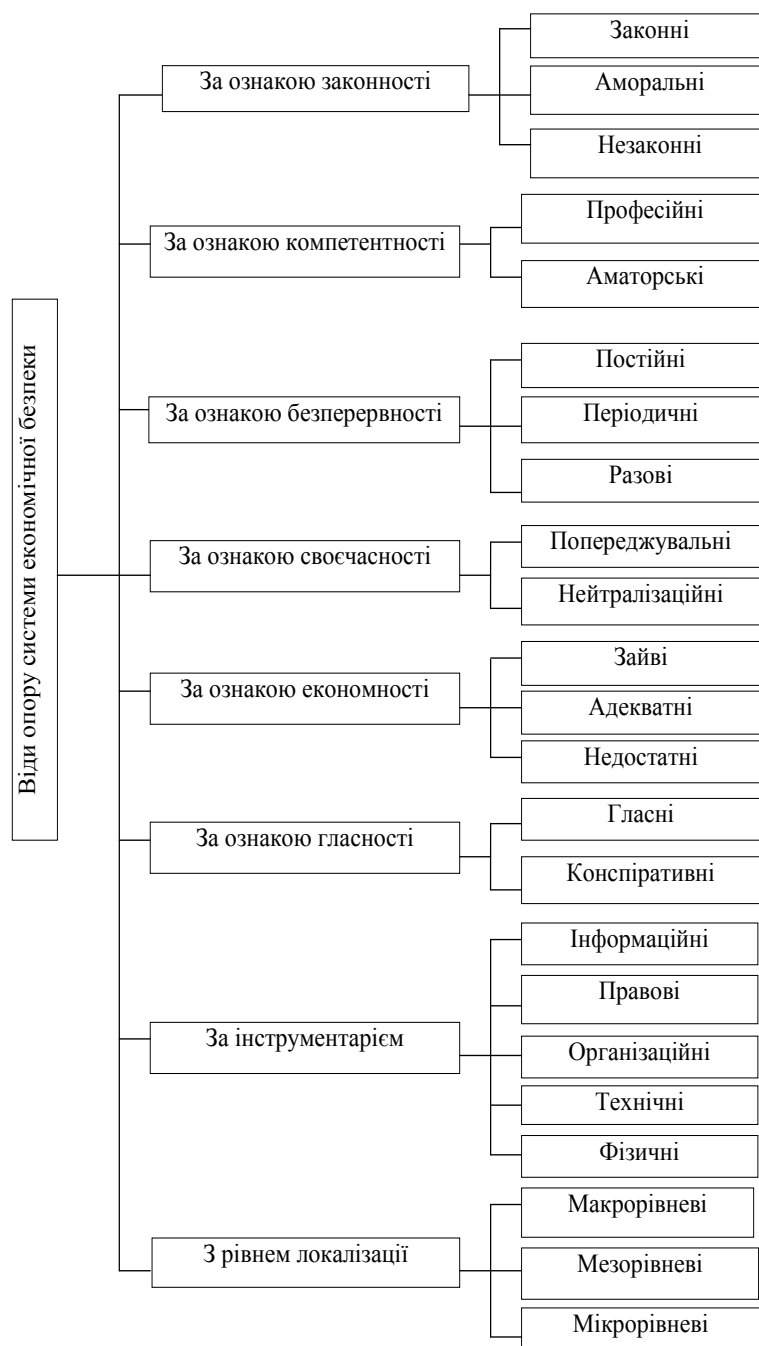 Віди опору системи економічної безпеки
За ознакою законності
Законні
Аморальні
Незаконні
За ознакою компетентності
Професійні
Аматорські
За ознакою безперервності
Постійні
Періодичні
Разові
За ознакою своєчасності
Попереджувальні
Нейтралізаційні
За ознакою економності
Зайві
Адекватні
Недостатні
За ознакою гласності
Гласні
Конспіративні
За інструментарієм
Інформаційні
Правові
Організаційні
Технічні
Фізичні
З рівнем локалізації
Макрорівневі
Мезорівневі
Мікрорівневі